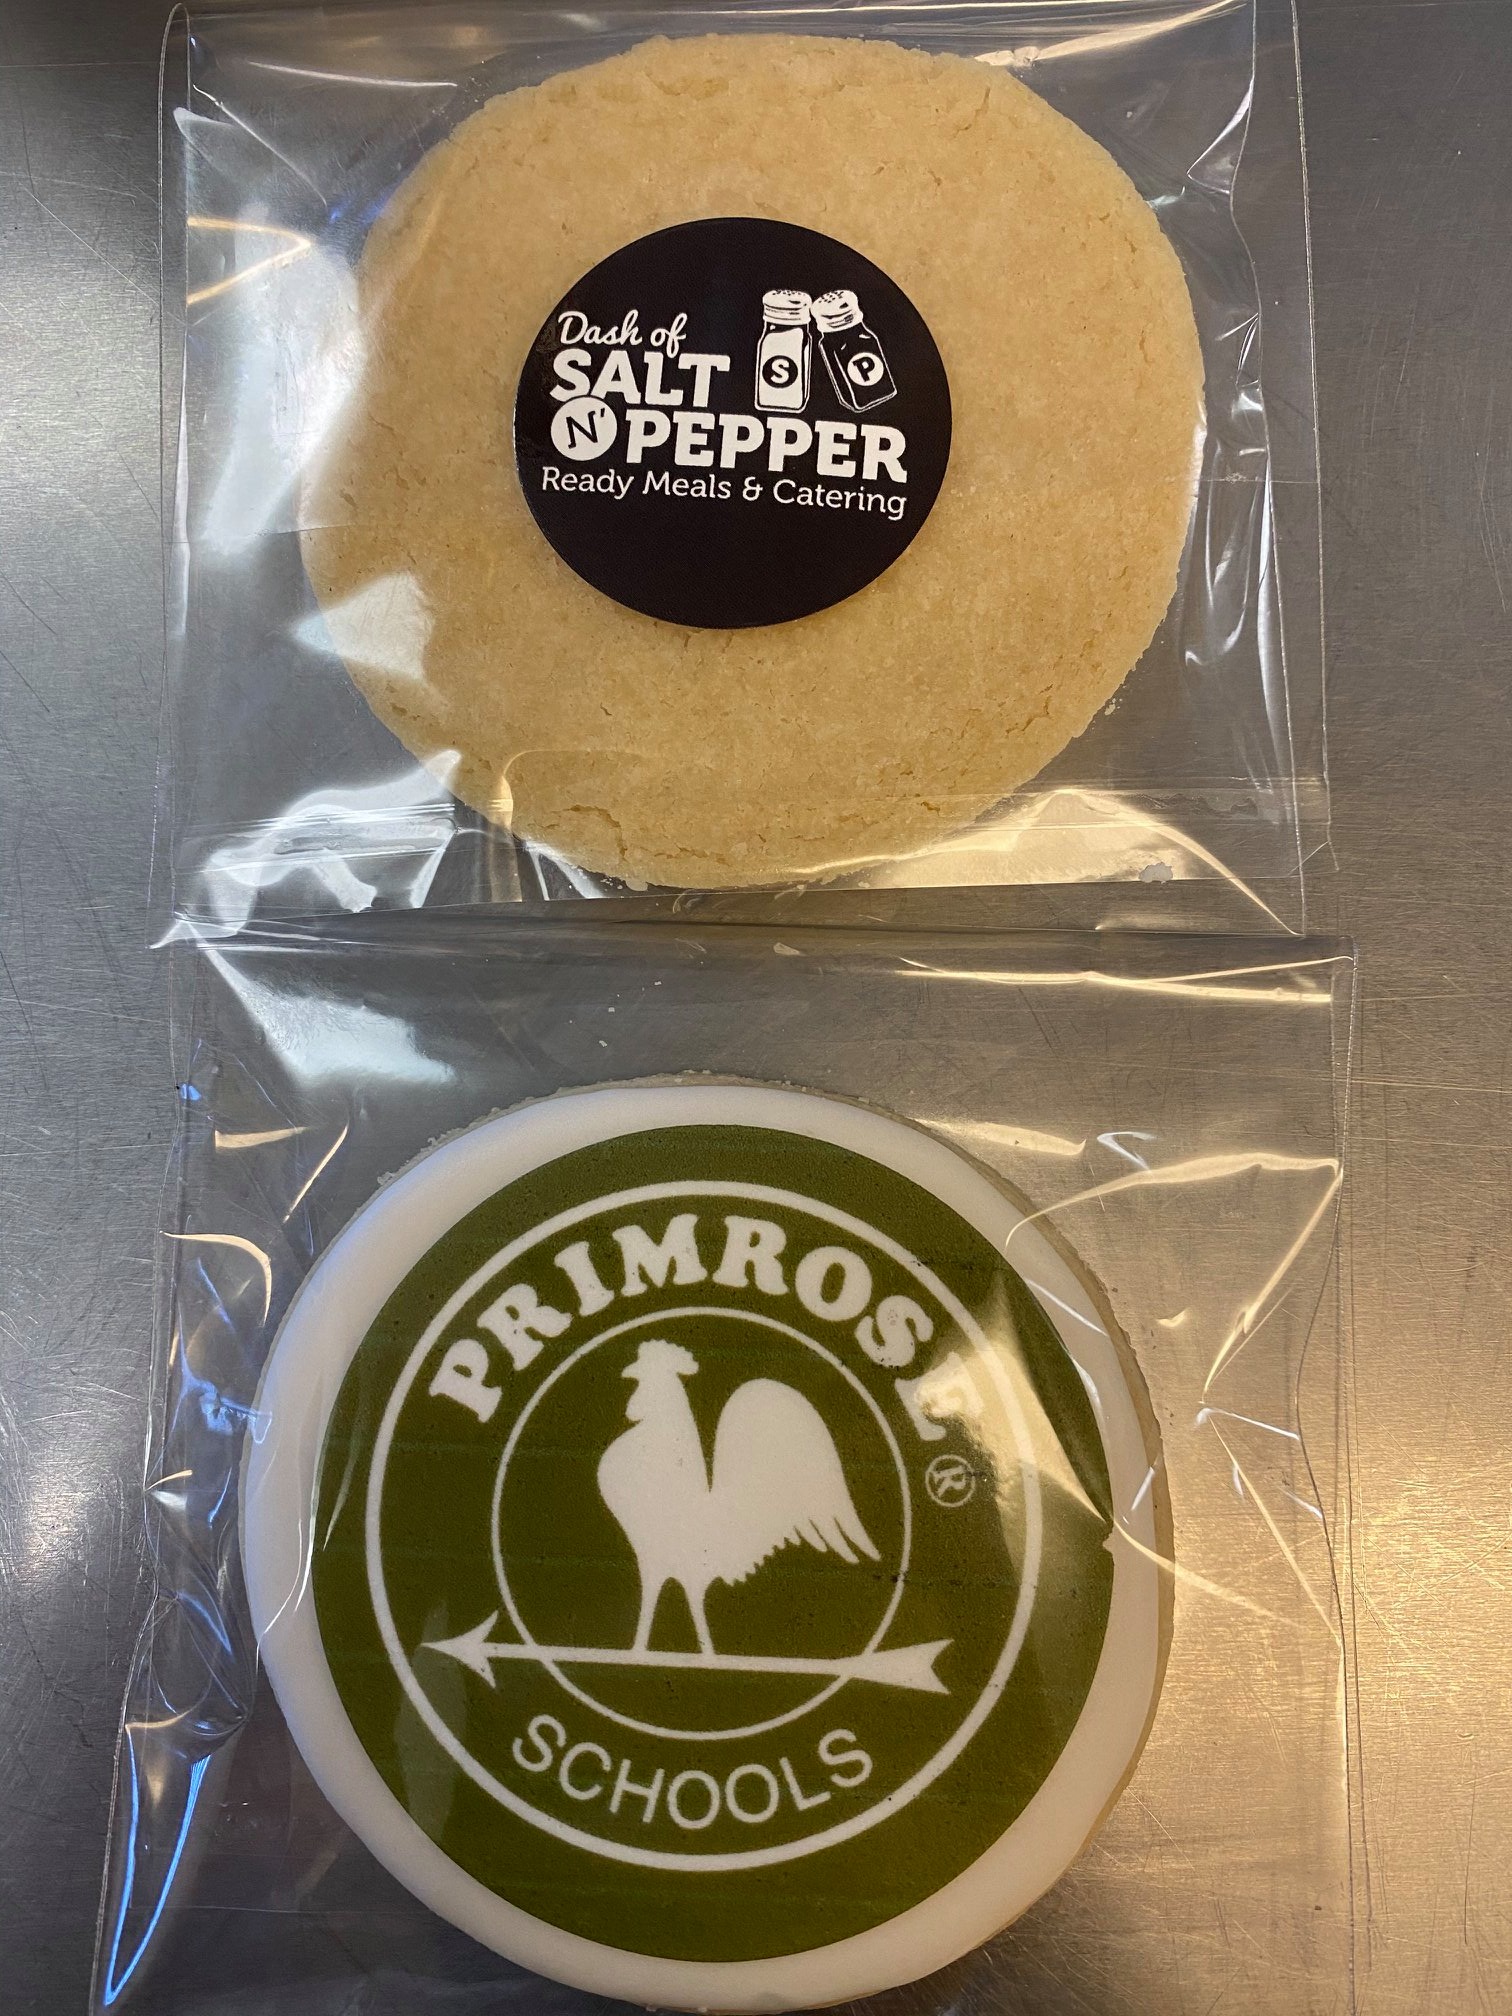 Dash of
SALT
S P
N' PEPPER
Ready Meals & Catering
PRIMROSE®
SCHOOLS